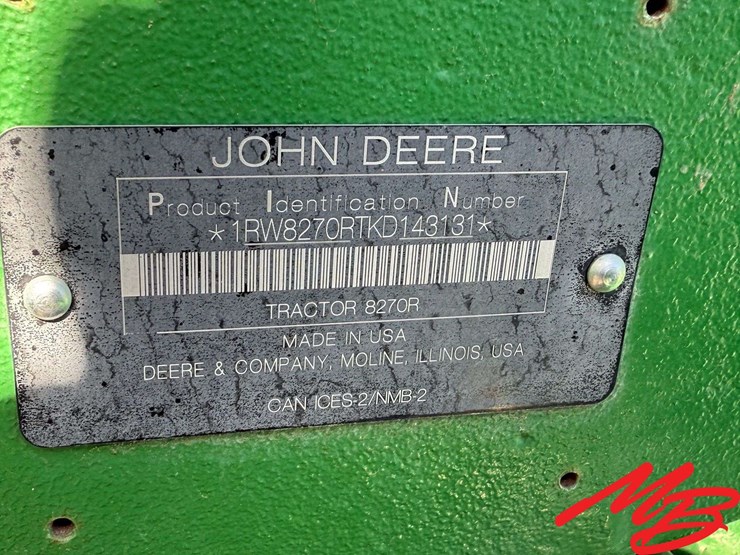 JOHN DEERE
Product Identification Number
*1RW8270RTKD143131*
TRACTOR 8270R
MADE IN USA
DEERE & COMPANY, MOLINE, ILLINOIS, USA
CAN ICES-2/NMB-2
MB